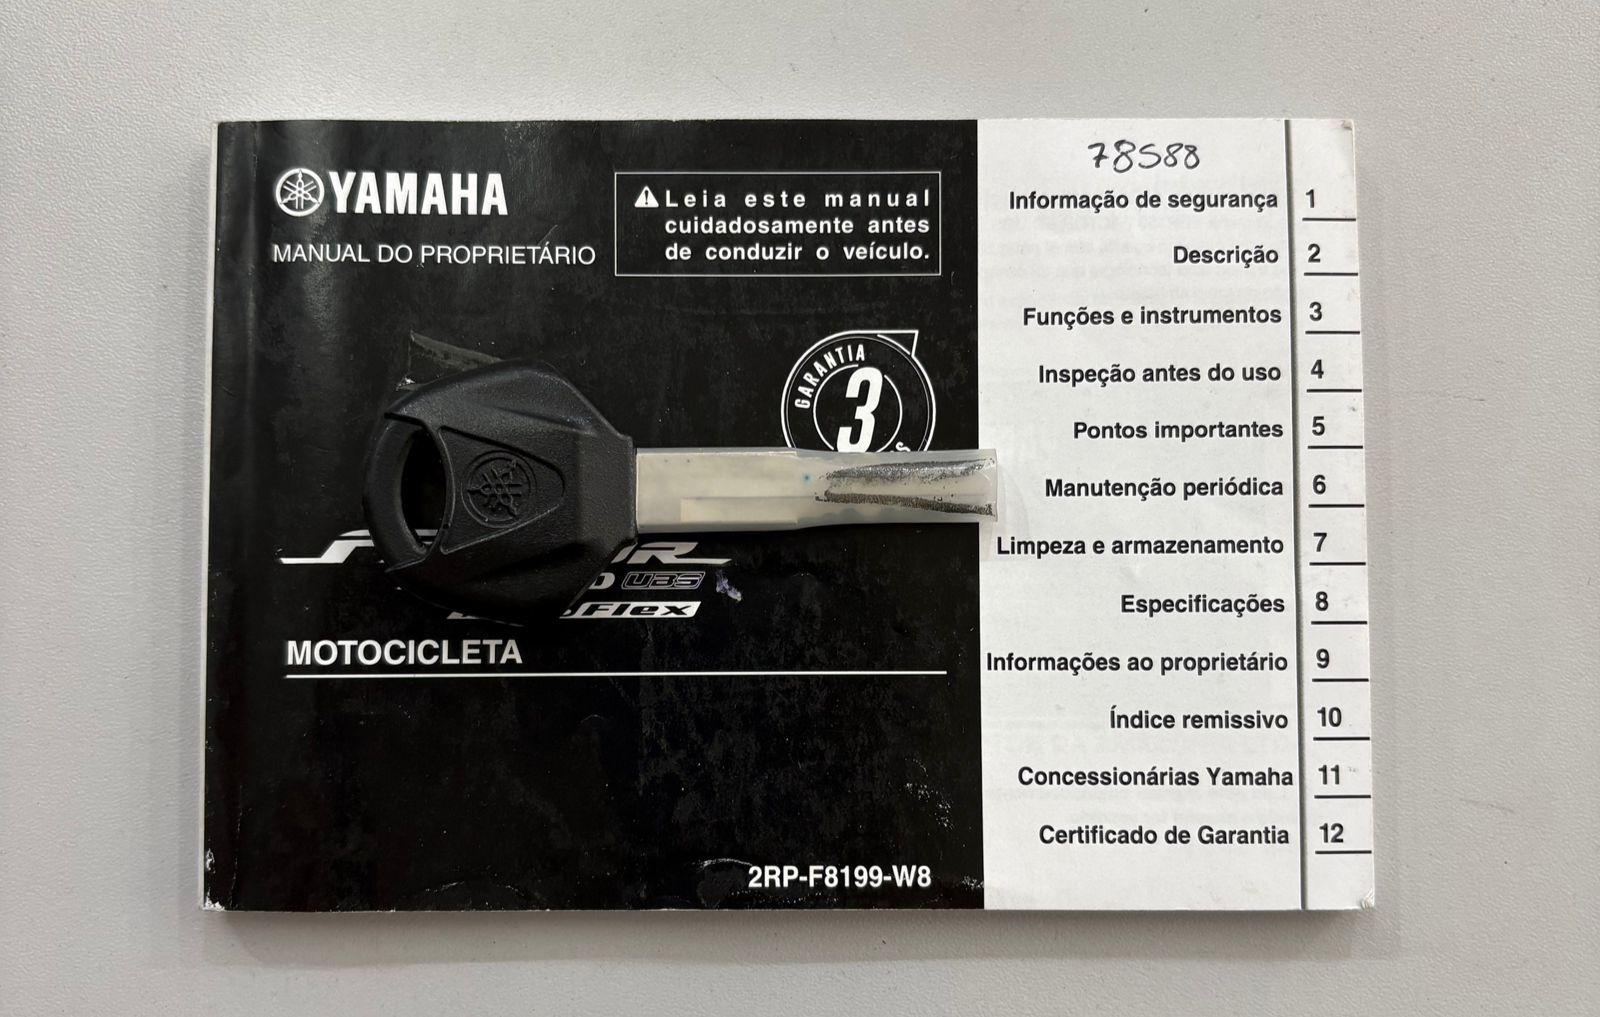 YAMAHA
MANUAL DO PROPRIETÁRIO
Leia este manual
cuidadosamente antes
de conduzir o veículo.
GARANTIA
3
UBS
Flex
MOTOCICLETA
2RP-F8199-W8
78588
Informação de segurança 1
Descrição 2
Funções e instrumentos 3
Inspeção antes do uso 4
Pontos importantes 5
Manutenção periódica 6
Limpeza e armazenamento 7
Especificações 8
Informações ao proprietário 9
Índice remissivo 10
Concessionárias Yamaha 11
Certificado de Garantia 12